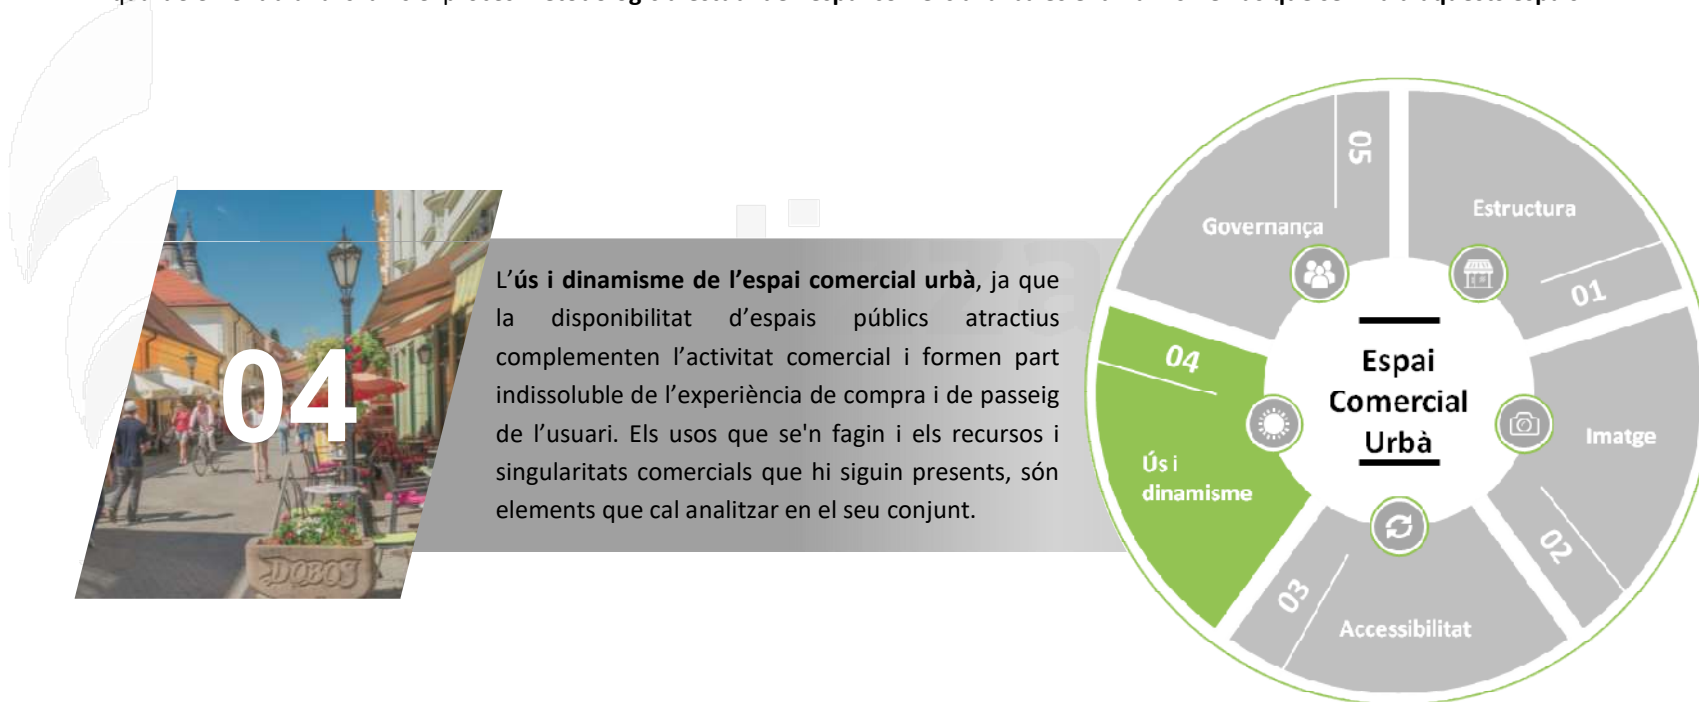 04
L'ús i dinamisme de l'espai comercial urbà, ja que
la disponibilitat d'espais públics atractius
complementen l'activitat comercial i formen part
indissoluble de l'experiència de compra i de passeig
de l'usuari. Els usos que se'n fagin i els recursos i
singularitats comercials que hi siguin presents, són
elements que cal analitzar en el seu conjunt.
DOBOS
05
Governança
Estructura
01
04
Espai
Comercial
Urbà
Imatge
Ús i
dinamisme
02
03
Accessibilitat